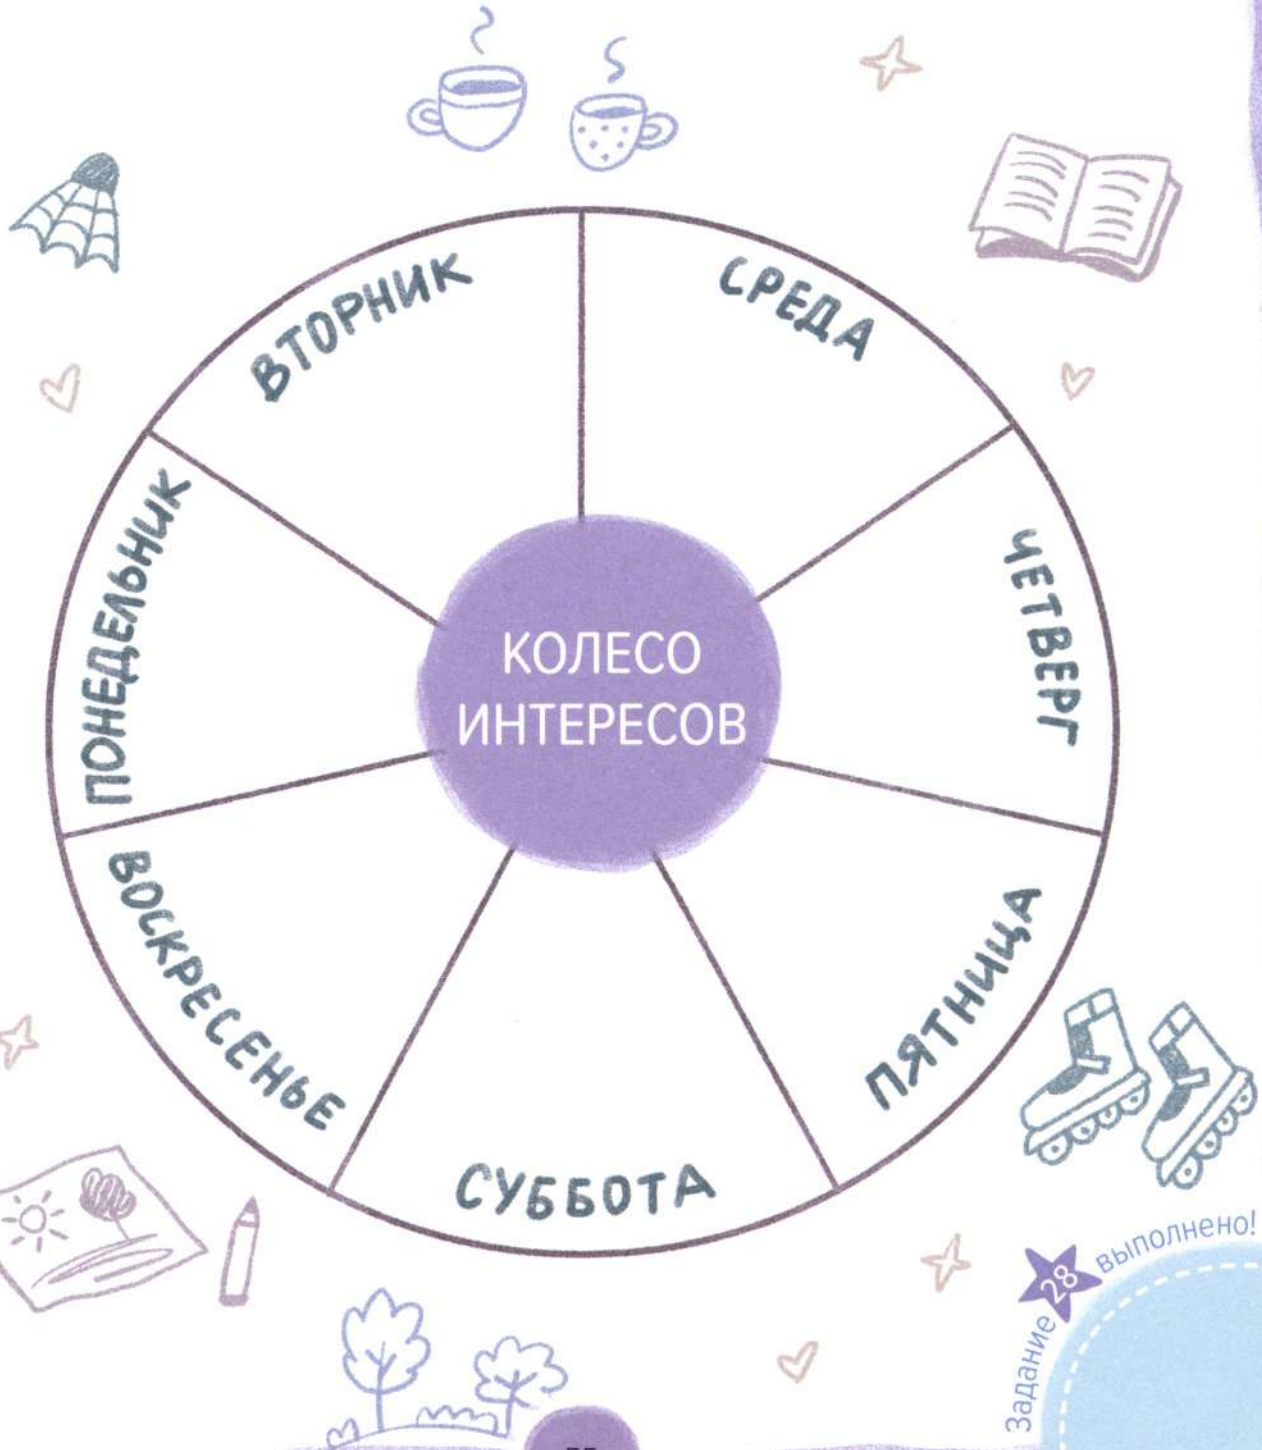 ВТОРНИК
СРЕДА
ПОНЕДЕЛЬНИК
ЧЕТВЕРГ
КОЛЕСО
ИНТЕРЕСОВ
ВОСКРЕСЕНЬЕ
ПЯТНИЦА
СУББОТА
Задание 28 выполнено!